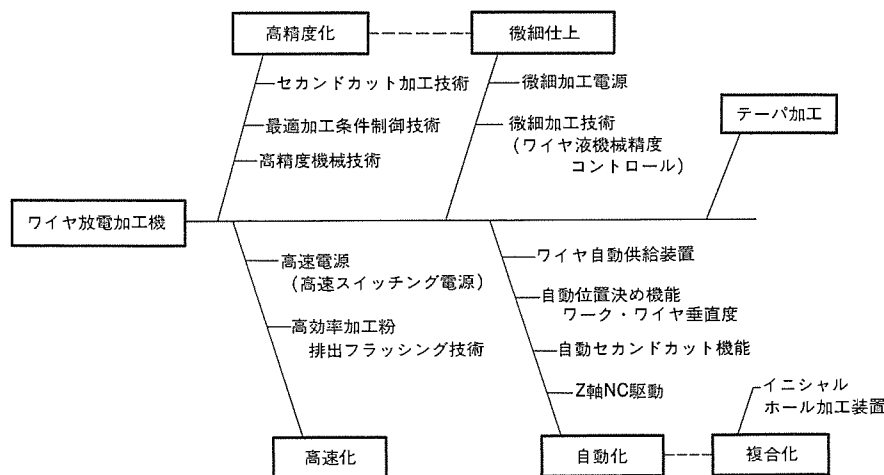 高精度化
微細仕上
セカンドカット加工技術
最適加工条件制御技術
高精度機械技術
微細加工電源
微細加工技術
(ワイヤ液機械精度
コントロール)
テーパ加工
ワイヤ放電加工機
高速電源
(高速スイッチング電源)
高効率加工粉
排出フラッシング技術
ワイヤ自動供給装置
自動位置決め機能
ワーク・ワイヤ垂直度
自動セカンドカット機能
Z軸NC駆動
イニシャル
ホール加工装置
高速化
自動化
複合化